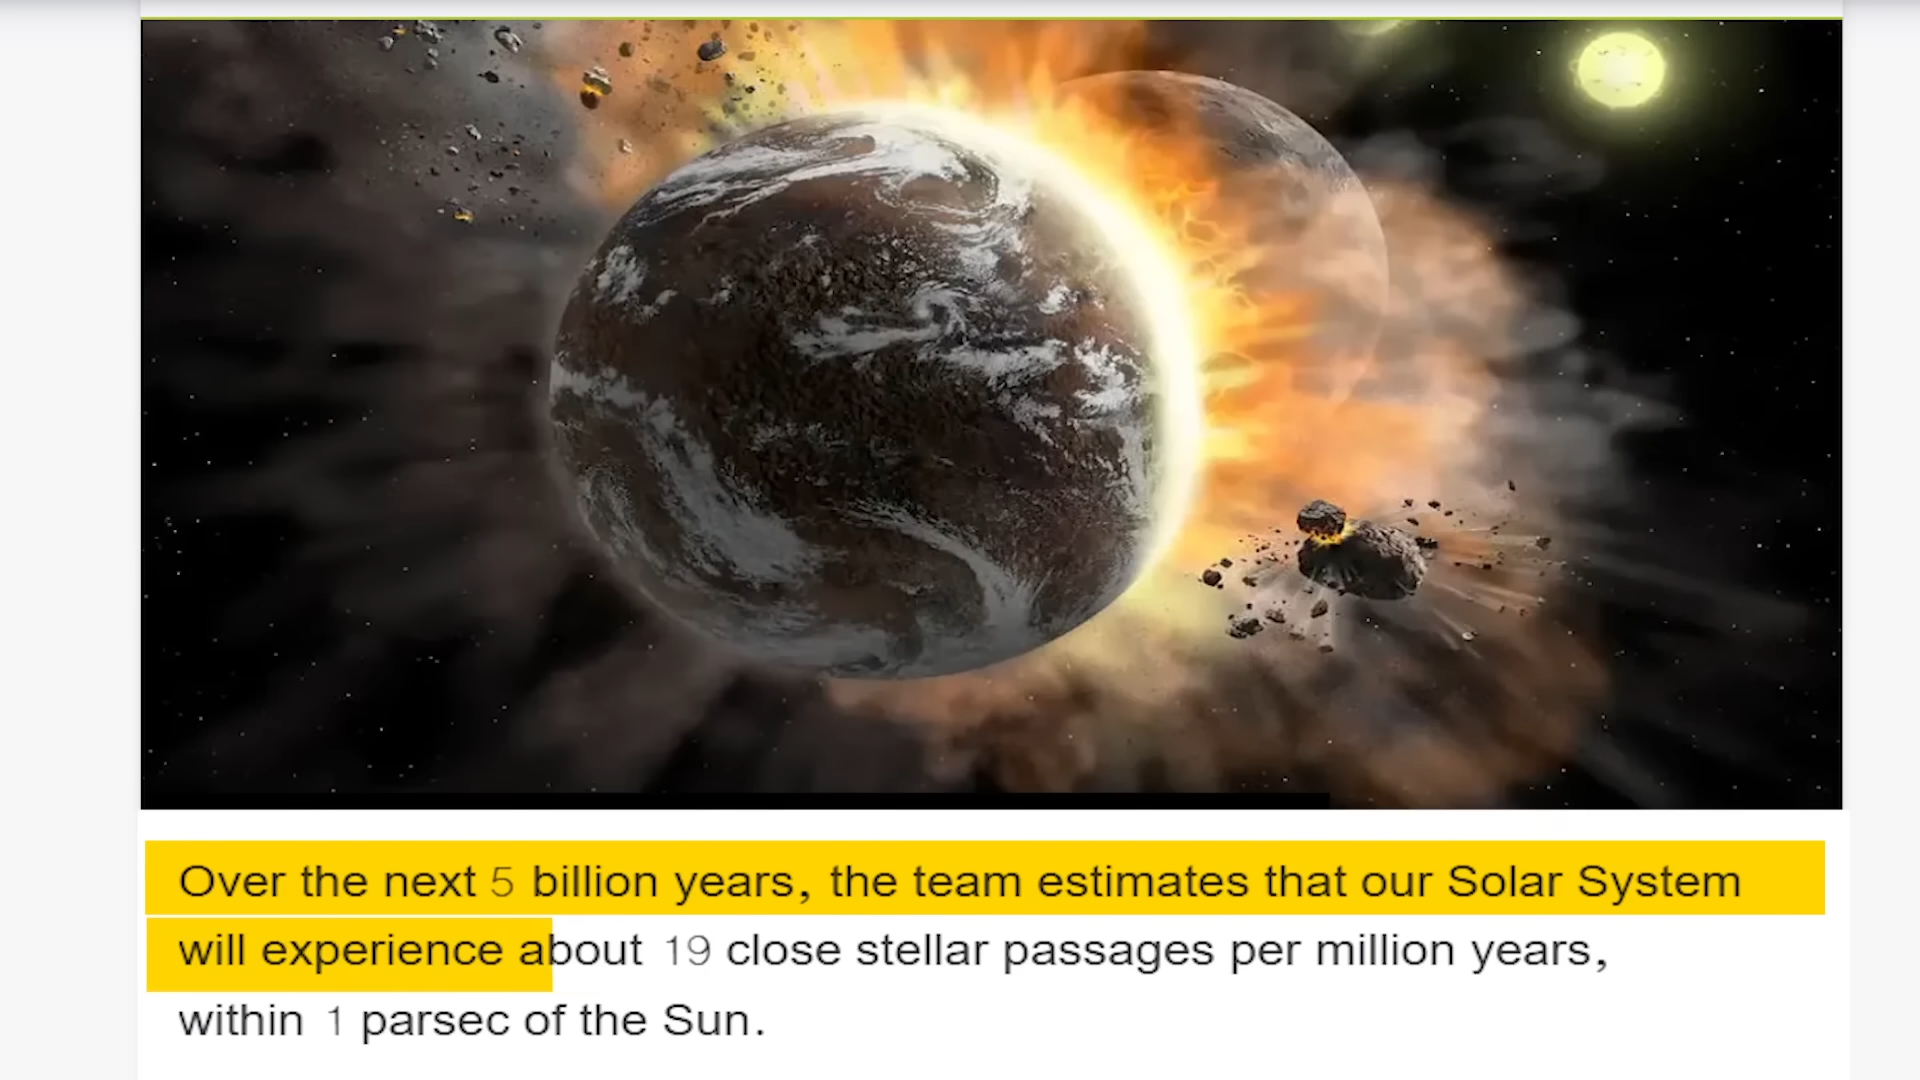 Over the next 5 billion years, the team estimates that our Solar System
will experience about 19 close stellar passages per million years,
within 1 parsec of the Sun.